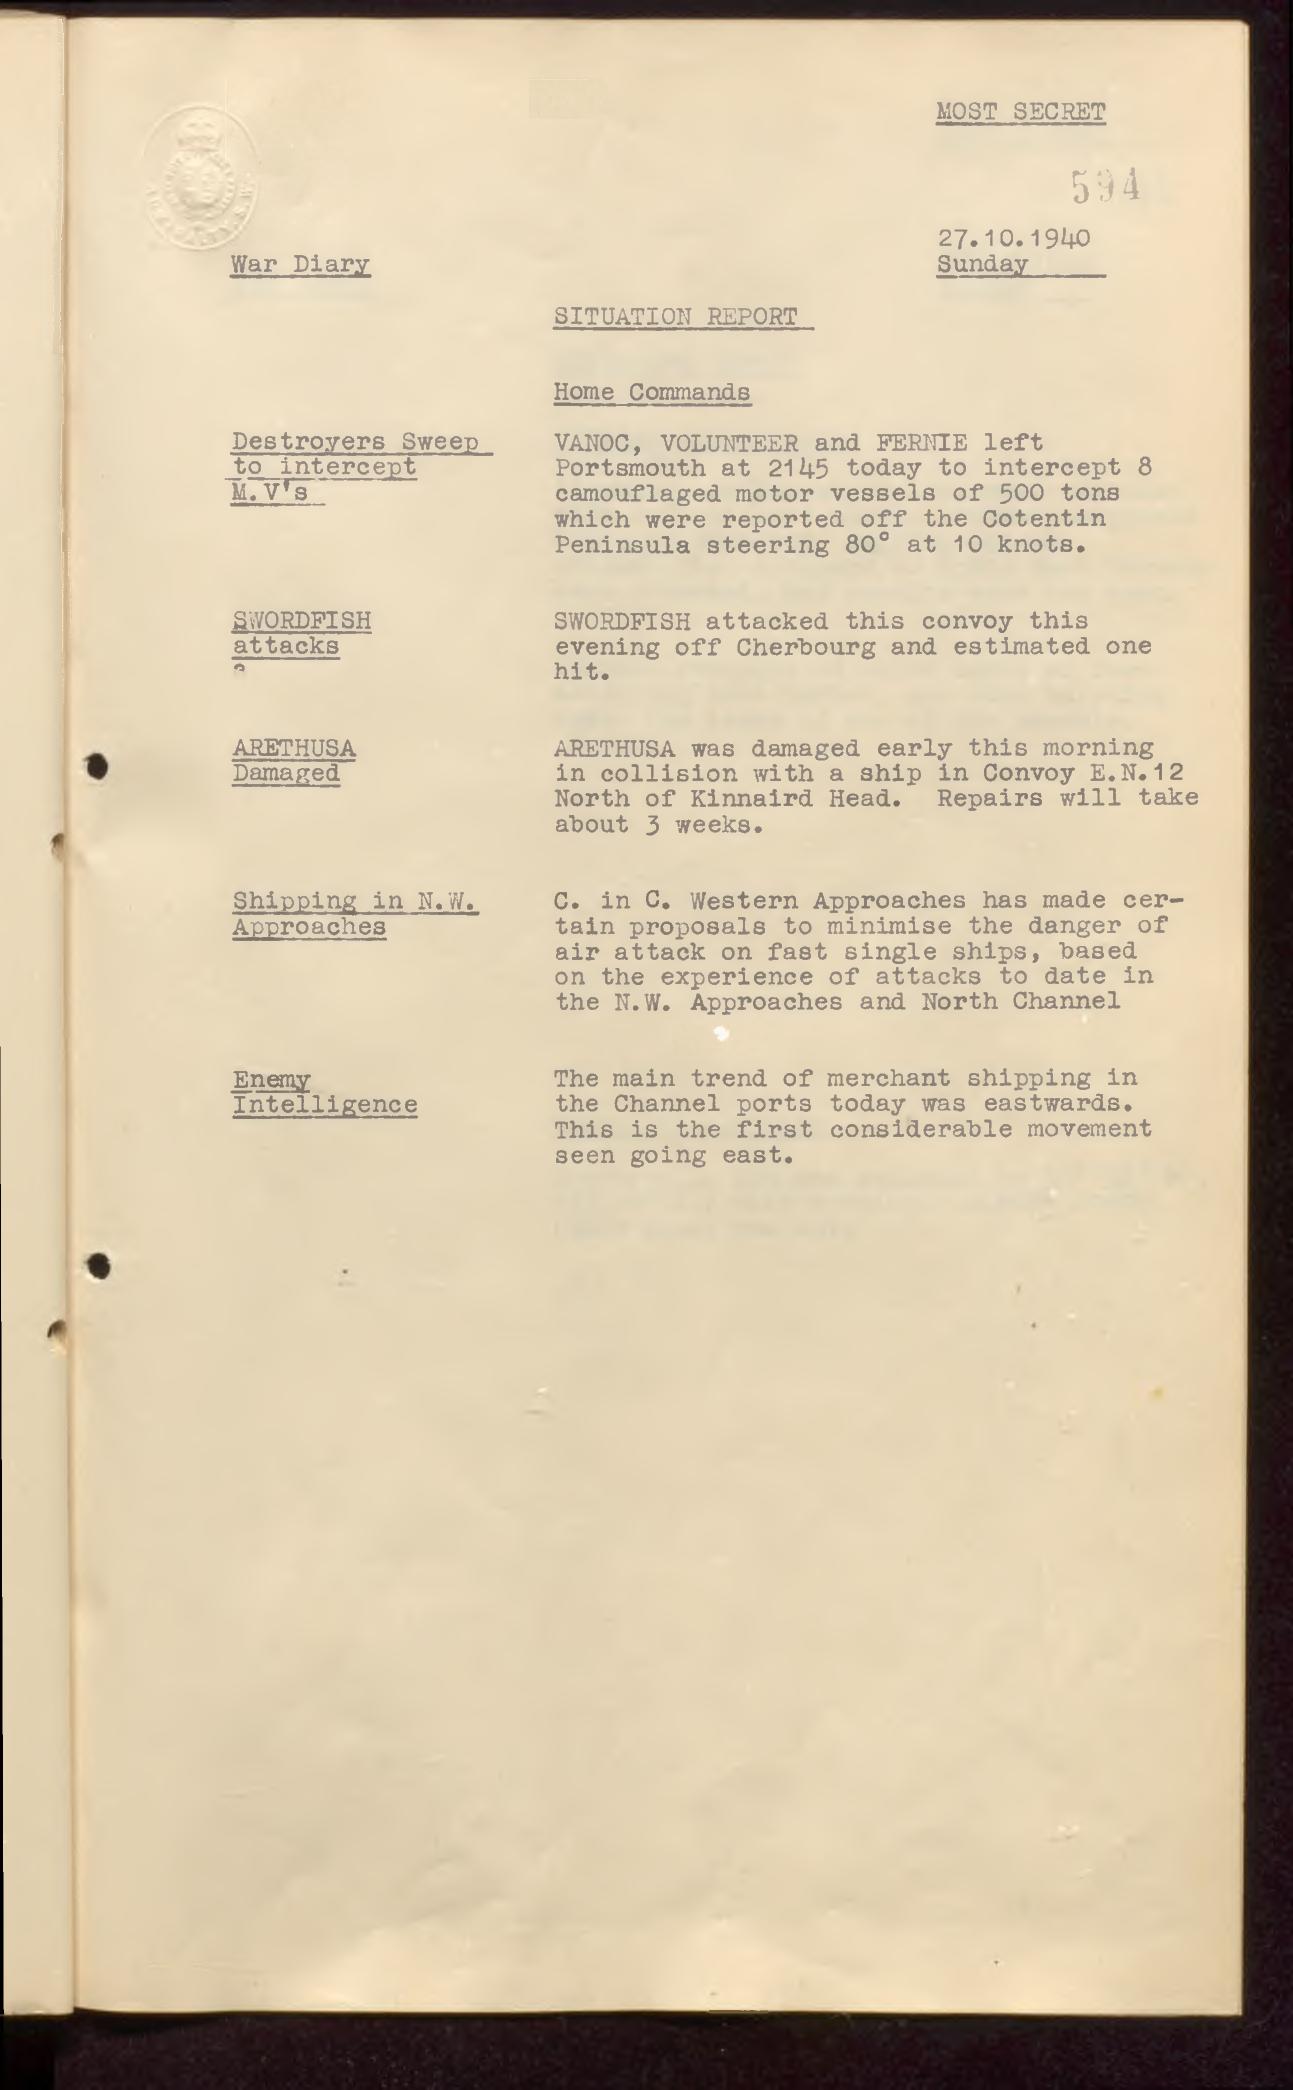 MOST SECRET
594
27.10.1940
War Diary
Sunday
SITUATION REPORT
Home Commands
Destroyers Sweep
to intercept
M.V's
VANOC, VOLUNTEER and FERNIE left
Portsmouth at 2145 today to intercept 8
camouflaged motor vessels of 500 tons
which were reported off the Cotentin
Peninsula steering 80° at 10 knots.
SWORDFISH
attacks
SWORDFISH attacked this convoy this
evening off Cherbourg and estimated one
hit.
ARETHUSA
Damaged
ARETHUSA was damaged early this morning
in collision with a ship in Convoy E.N.12
North of Kinnaird Head.  Repairs will take
about 3 weeks.
Shipping in N.W.
Approaches
C. in C. Western Approaches has made cer-
tain proposals to minimise the danger of
air attack on fast single ships, based
on the experience of attacks to date in
the N.W. Approaches and North Channel
Enemy
Intelligence
The main trend of merchant shipping in
the Channel ports today was eastwards.
This is the first considerable movement
seen going east.